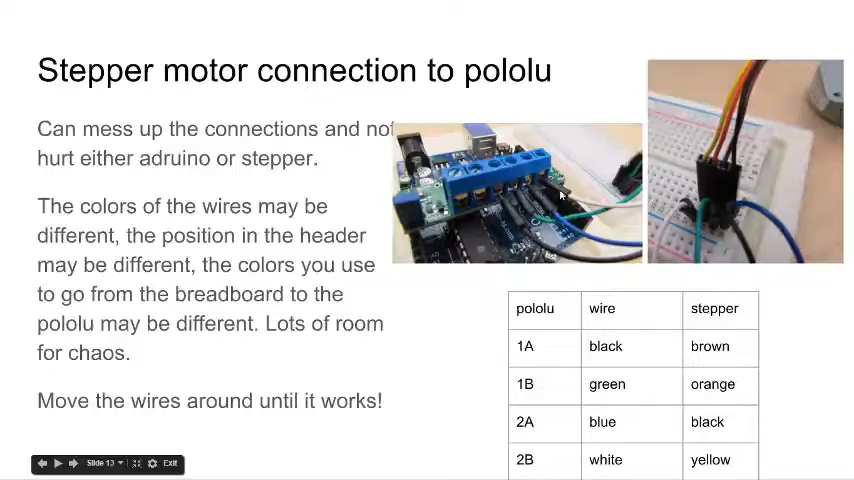 Stepper motor connection to pololu
Can mess up the connections and not
hurt either adruino or stepper.
The colors of the wires may be
different, the position in the header
may be different, the colors you use
to go from the breadboard to the
pololu may be different. Lots of room
for chaos.
Move the wires around until it works!
pololu wire stepper
1A black brown
1B green orange
2A blue black
2B white yellow
Slide 13 Exit